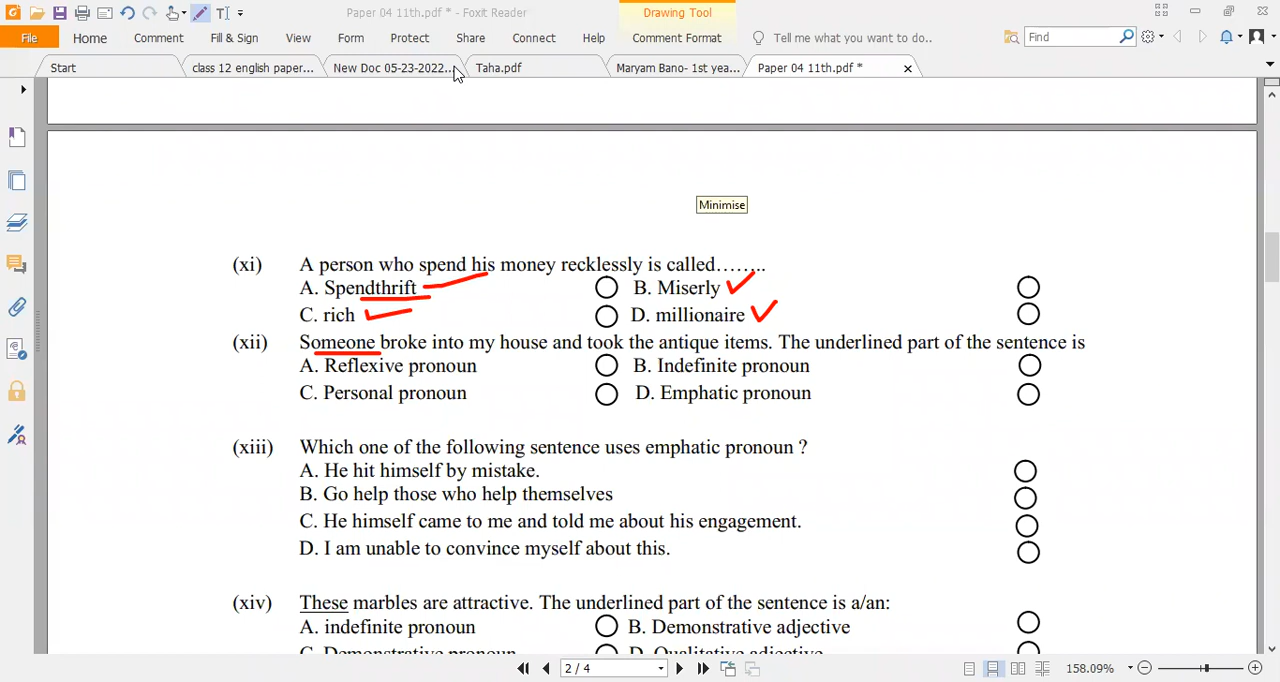 Paper 04 11th.pdf * - Foxit Reader
Drawing Tool
File Home Comment Fill & Sign View Form Protect Share Connect Help Comment Format Tell me what you want to do.. Find
Start class 12 english paper... New Doc 05-23-2022... Taha.pdf Maryam Bano- 1st yea... Paper 04 11th.pdf *
Minimise
(xi) A person who spend his money recklessly is called……..
A. Spendthrift B. Miserly
C. rich D. millionaire
(xii) Someone broke into my house and took the antique items. The underlined part of the sentence is
A. Reflexive pronoun B. Indefinite pronoun
C. Personal pronoun D. Emphatic pronoun
(xiii) Which one of the following sentence uses emphatic pronoun ?
A. He hit himself by mistake.
B. Go help those who help themselves
C. He himself came to me and told me about his engagement.
D. I am unable to convince myself about this.
(xiv) These marbles are attractive. The underlined part of the sentence is a/an:
A. indefinite pronoun B. Demonstrative adjective
C. Demonstrative pronoun D. Qualitative adjective
2 / 4 158.09%